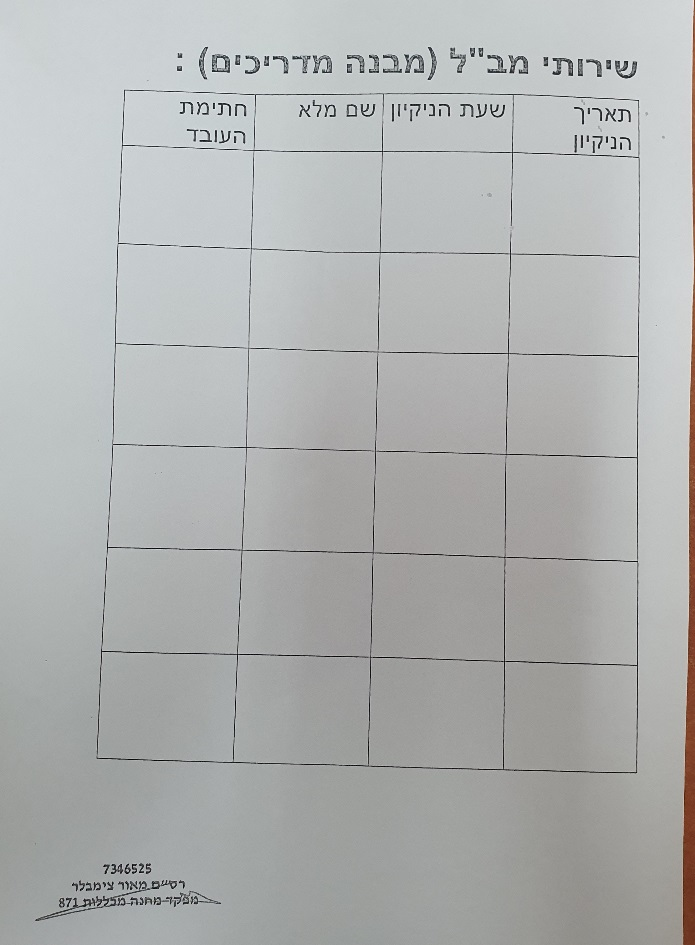 שירותי מב"ל (מבנה מדריכים) :
תאריך הניקיון
שעת הניקיון
שם מלא
חתימת העובד
7346525
רס"ם מאור צימבלר
מפקד מחנה מכללות 871